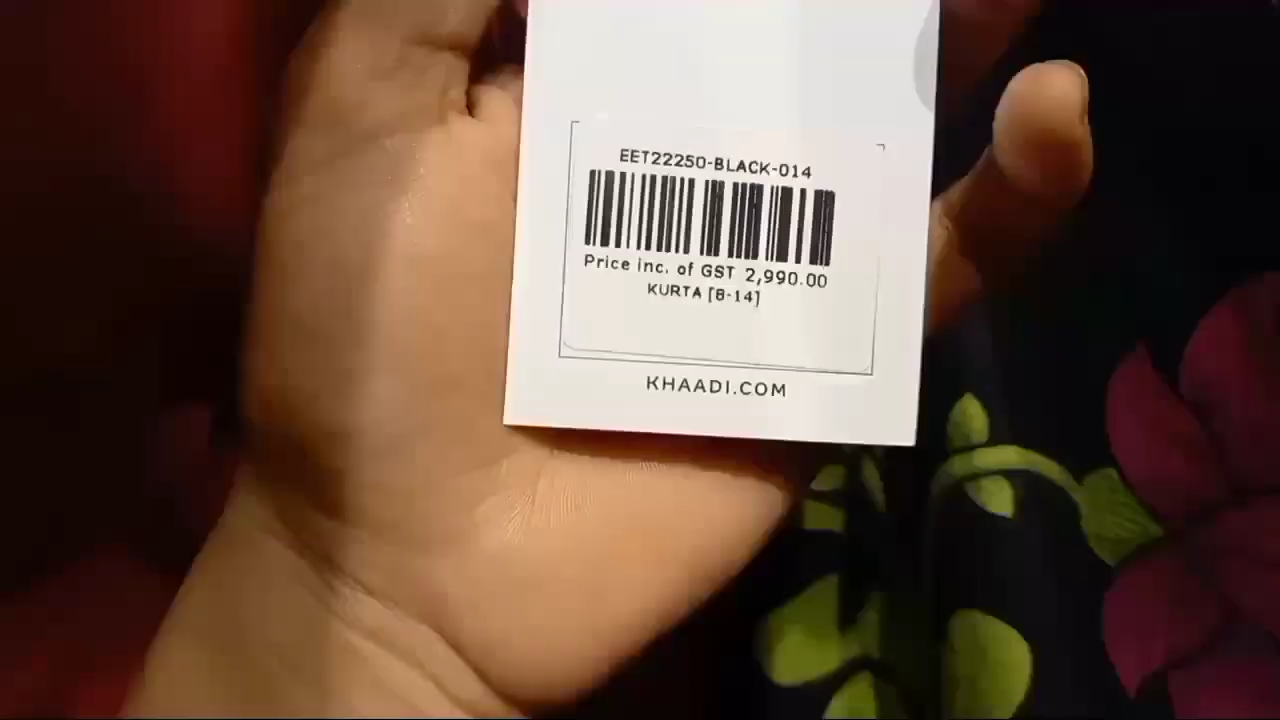 EET22250-BLACK-014
Price inc. of GST 2,990.00
KURTA [8-14]
KHAADI.COM